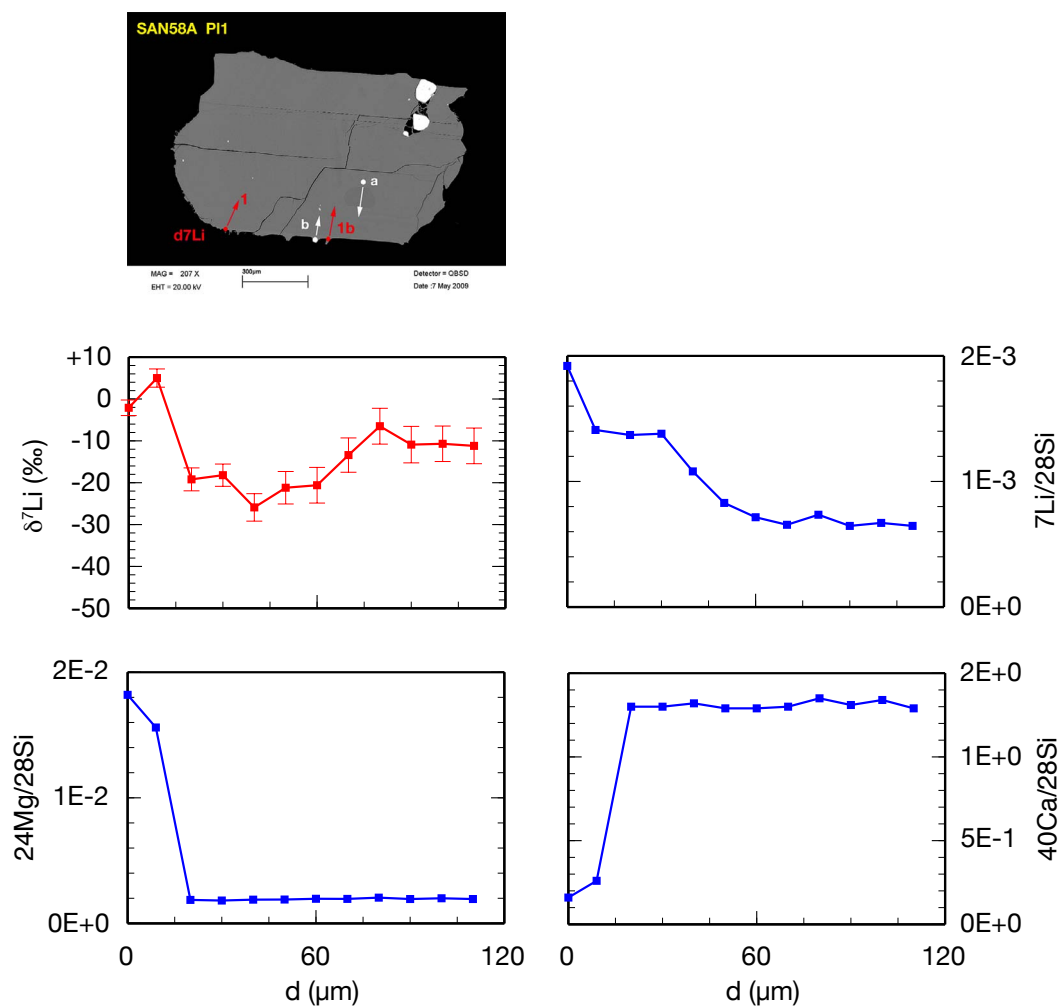 SAN58A Pl1
a
1
b
1b
d7Li
MAG = 207 X
300µm
Detector = QBSD
EHT = 20.00 kV
Date :7 May 2009
+10
0
-10
-20
-30
-40
-50
δ⁷Li (‰)
2E-3
1E-3
0E+0
7Li/28Si
2E-2
1E-2
0E+0
24Mg/28Si
2E+0
1E+0
5E-1
0E+0
40Ca/28Si
0
60
120
d (µm)
0
60
120
d (µm)